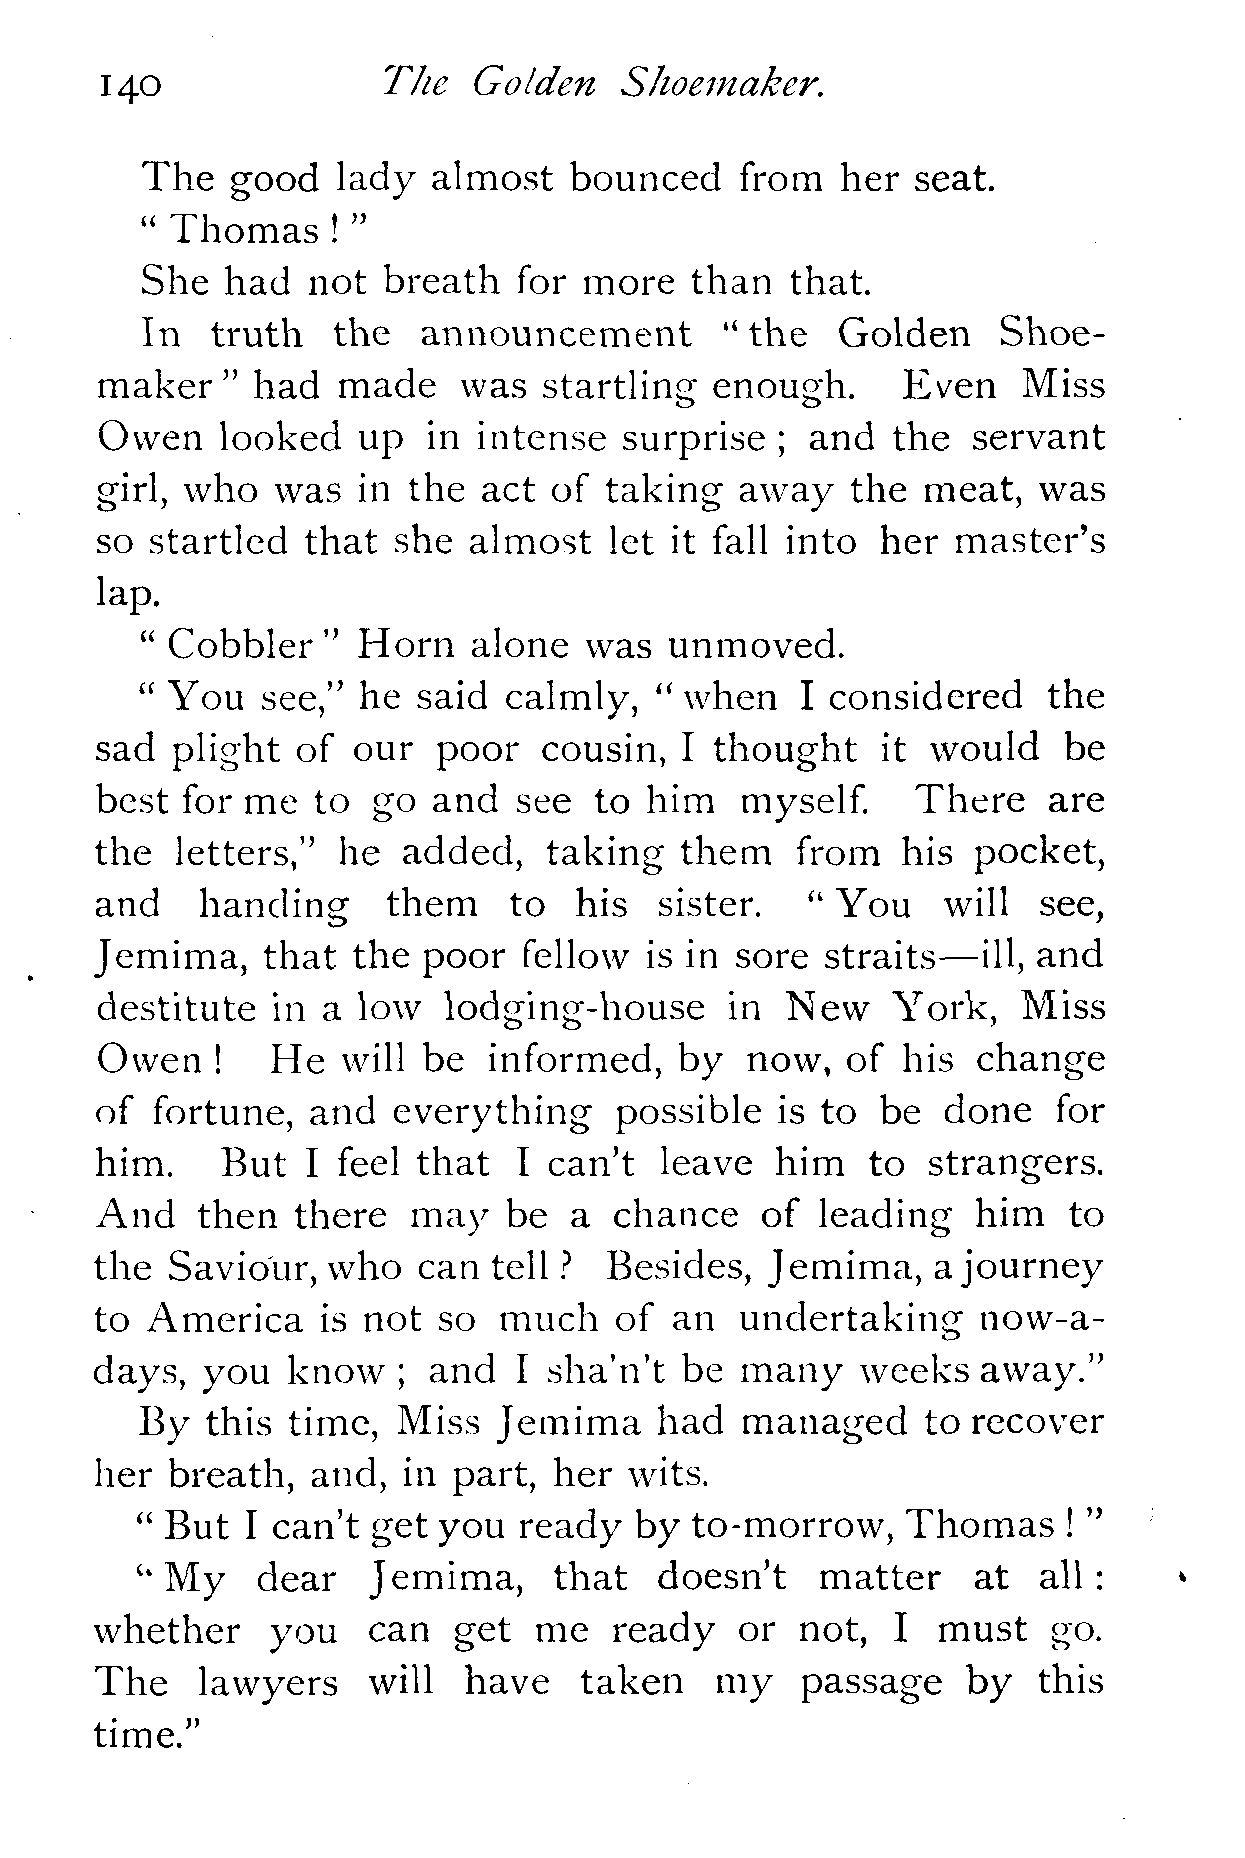 140 The Golden Shoemaker.
The good lady almost bounced from her seat.
“ Thomas ! ”
She had not breath for more than that.
In truth the announcement “ the Golden Shoe-
maker ” had made was startling enough. Even Miss
Owen looked up in intense surprise ; and the servant
girl, who was in the act of taking away the meat, was
so startled that she almost let it fall into her master’s
lap.
“ Cobbler ” Horn alone was unmoved.
“ You see,” he said calmly, “ when I considered the
sad plight of our poor cousin, I thought it would be
best for me to go and see to him myself. There are
the letters,” he added, taking them from his pocket,
and handing them to his sister. “ You will see,
Jemima, that the poor fellow is in sore straits—ill, and
destitute in a low lodging-house in New York, Miss
Owen ! He will be informed, by now, of his change
of fortune, and everything possible is to be done for
him. But I feel that I can’t leave him to strangers.
And then there may be a chance of leading him to
the Saviour, who can tell ? Besides, Jemima, a journey
to America is not so much of an undertaking now-a-
days, you know ; and I sha’n’t be many weeks away.”
By this time, Miss Jemima had managed to recover
her breath, and, in part, her wits.
“ But I can’t get you ready by to-morrow, Thomas ! ”
“ My dear Jemima, that doesn’t matter at all :
whether you can get me ready or not, I must go.
The lawyers will have taken my passage by this
time.”